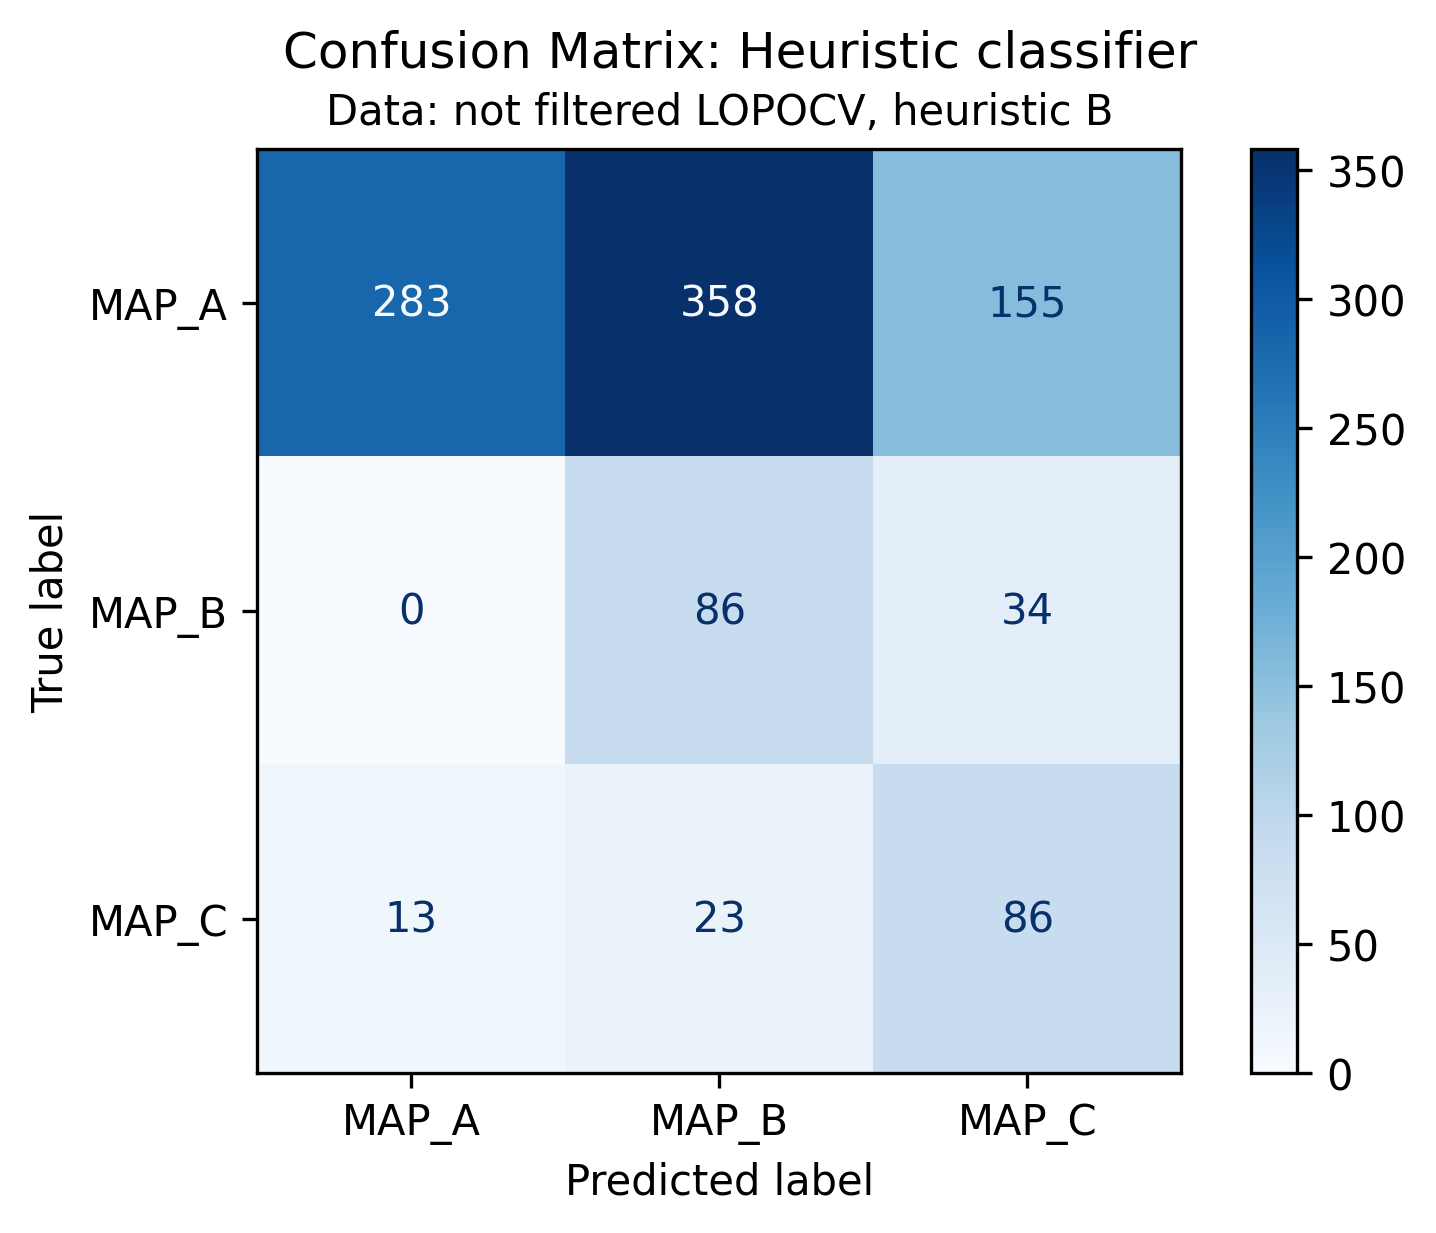 Confusion Matrix: Heuristic classifier
Data: not filtered LOPOCV, heuristic B
True label
MAP_A 283 358 155
MAP_B 0 86 34
MAP_C 13 23 86
MAP_A MAP_B MAP_C
Predicted label
350
300
250
200
150
100
50
0